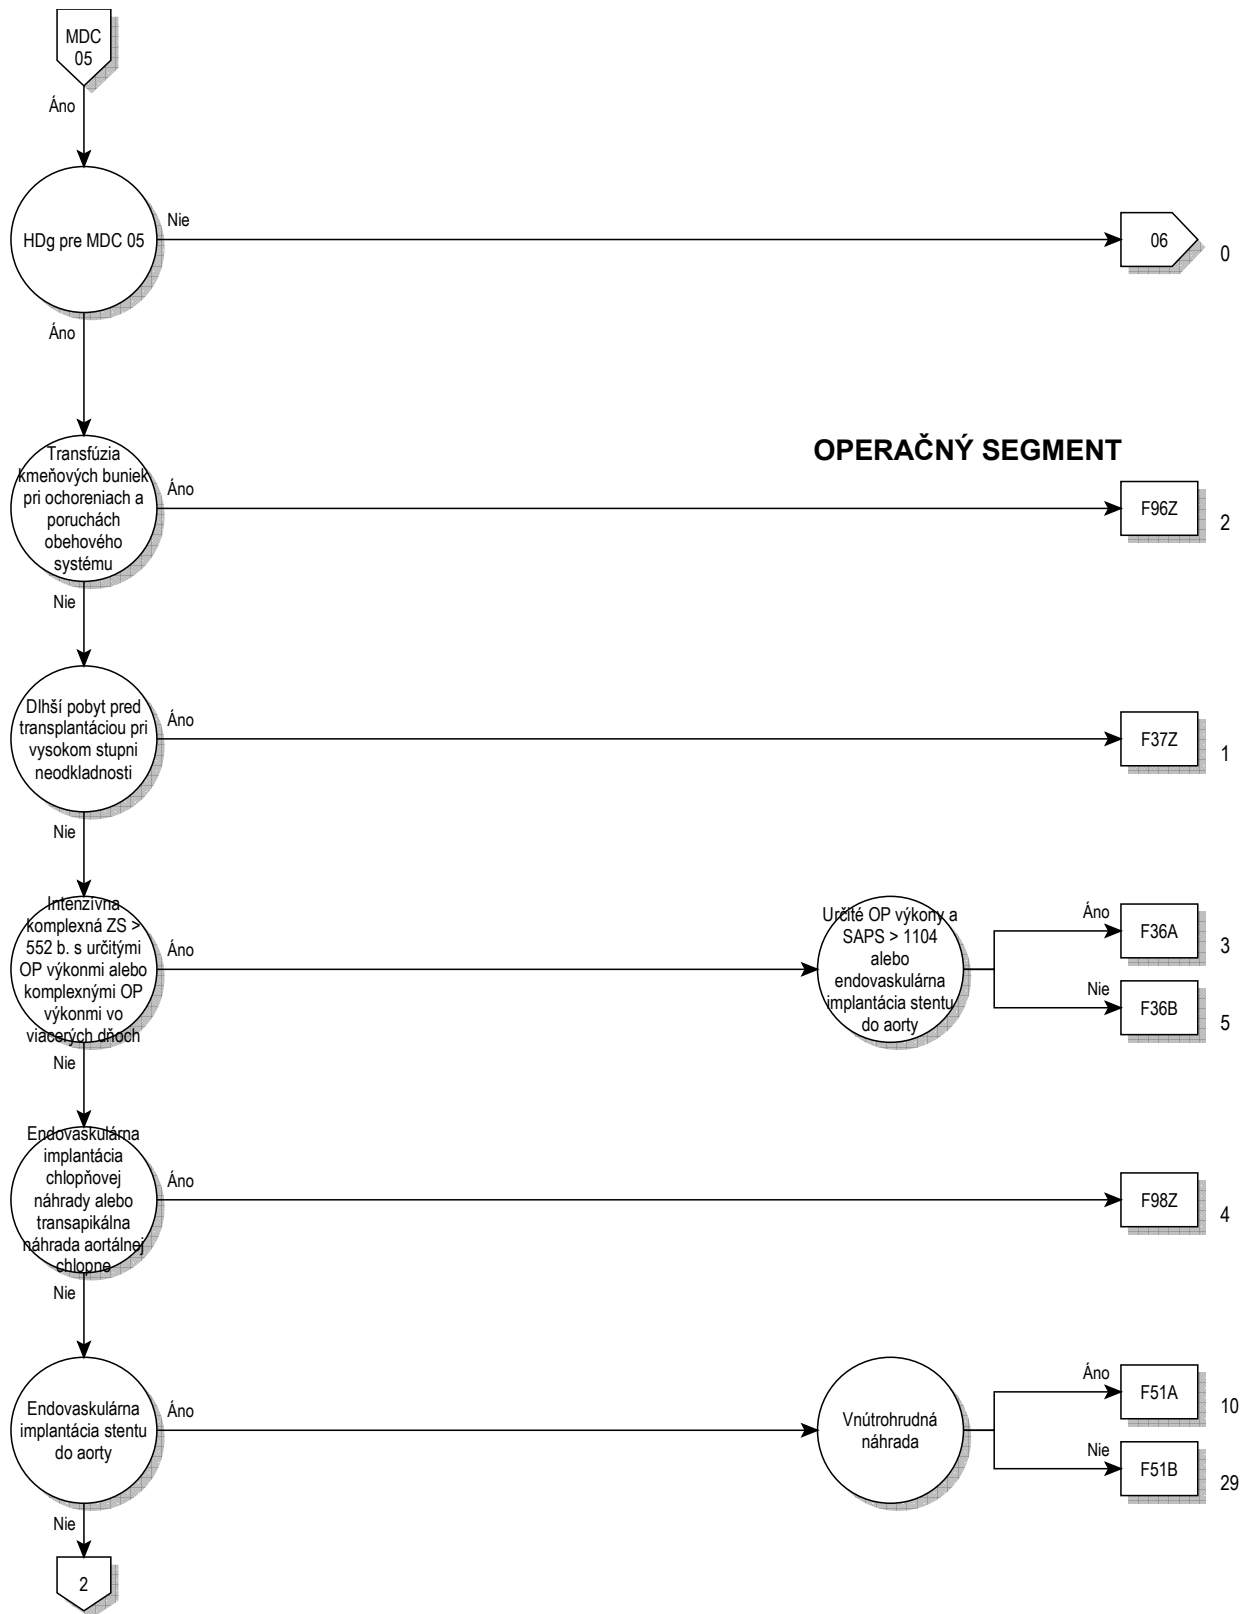 MDC
05
Áno
HDg pre MDC 05
Nie
06
0
Áno
OPERAČNÝ SEGMENT
Transfúzia
kmeňových buniek
pri ochoreniach a
poruchách
obehového
systému
Áno
F96Z
2
Nie
Dlhší pobyt pred
transplantáciou pri
vysokom stupni
neodkladnosti
Áno
F37Z
1
Nie
Intenzívna
komplexná ZS >
552 b. s určitými
OP výkonmi alebo
komplexnými OP
výkonmi vo
viacerých dňoch
Áno
Určité OP výkony a
SAPS > 1104
alebo
endovaskulárna
implantácia stentu
do aorty
Áno
F36A
3
Nie
F36B
5
Nie
Endovaskulárna
implantácia
chlopňovej
náhrady alebo
transapikálna
náhrada aortálnej
chlopne
Áno
F98Z
4
Nie
Endovaskulárna
implantácia stentu
do aorty
Áno
Vnútrohrudná
náhrada
Áno
F51A
10
Nie
F51B
29
Nie
2